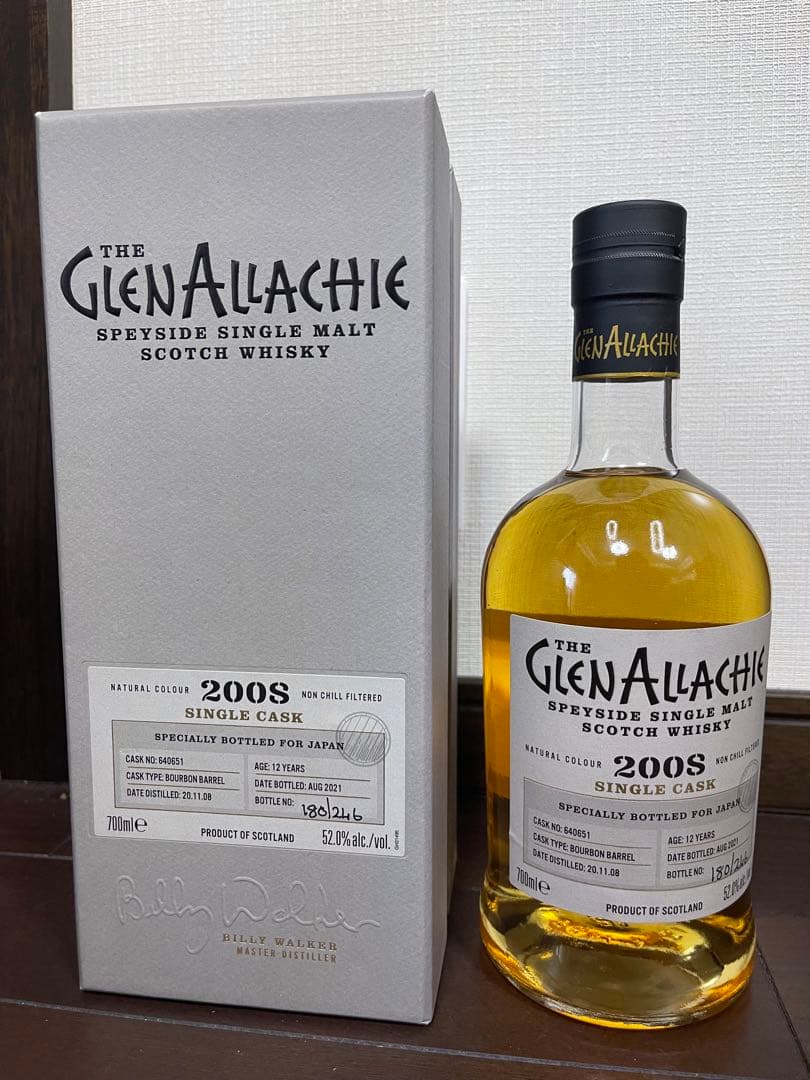 THE
GLENALLACHIE
SPEYSIDE SINGLE MALT
SCOTCH WHISKY
NATURAL COLOUR 2008 NON CHILL FILTERED
SINGLE CASK
SPECIALLY BOTTLED FOR JAPAN
CASK NO: 640651
CASK TYPE: BOURBON BARREL
DATE DISTILLED: 20.11.08
AGE: 12 YEARS
DATE BOTTLED: AUG 2021
BOTTLE NO: 180/246
700ml℮ PRODUCT OF SCOTLAND 52.0%alc./vol.
Billy Walker
BILLY WALKER
MASTER DISTILLER
THE
GLENALLACHIE
THE
GLENALLACHIE
SPEYSIDE SINGLE MALT
SCOTCH WHISKY
NATURAL COLOUR 2008 NON CHILL FILTERED
SINGLE CASK
SPECIALLY BOTTLED FOR JAPAN
CASK NO: 640651
CASK TYPE: BOURBON BARREL
DATE DISTILLED: 20.11.08
AGE: 12 YEARS
DATE BOTTLED: AUG 2021
BOTTLE NO: 180/246
700ml℮ PRODUCT OF SCOTLAND 52.0%